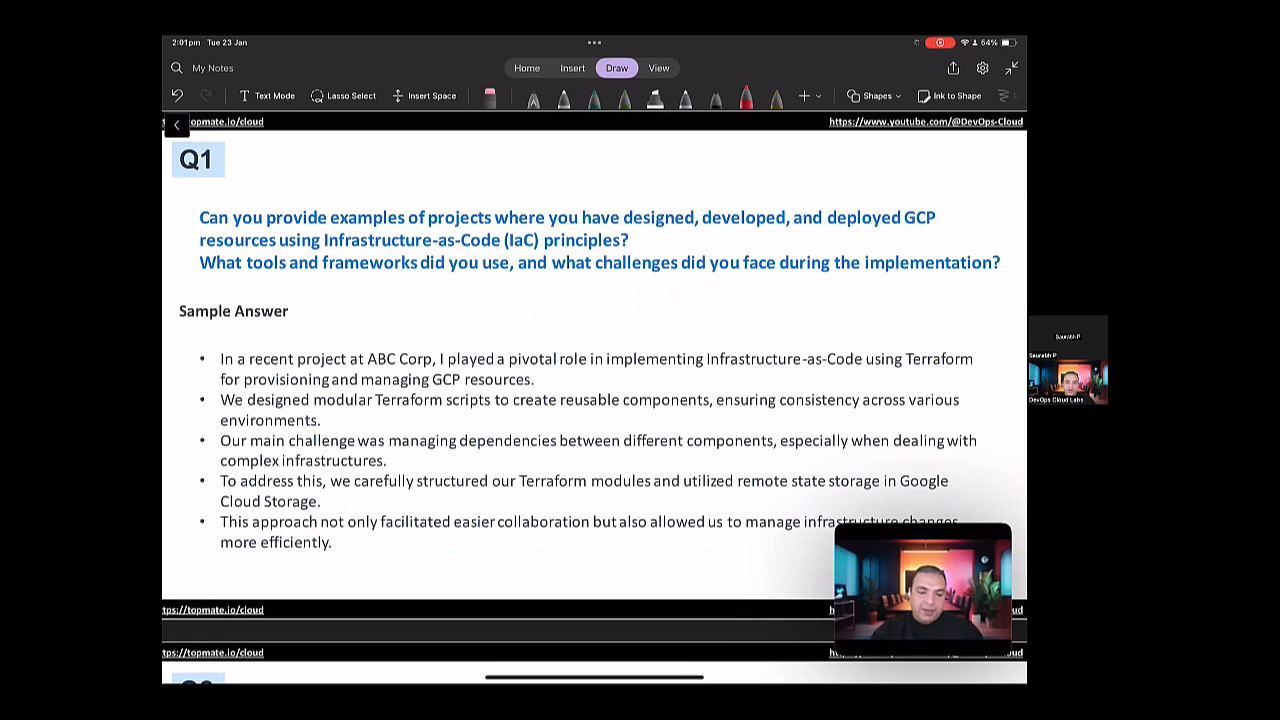 2:01pm Tue 23 Jan
54%
My Notes
Home Insert Draw View
Text Mode Lasso Select Insert Space Shapes Ink to Shape
opmate.io/cloud https://www.youtube.com/@DevOps-Cloud
Q1
Can you provide examples of projects where you have designed, developed, and deployed GCP
resources using Infrastructure-as-Code (IaC) principles?
What tools and frameworks did you use, and what challenges did you face during the implementation?
Sample Answer
• In a recent project at ABC Corp, I played a pivotal role in implementing Infrastructure-as-Code using Terraform
for provisioning and managing GCP resources.
• We designed modular Terraform scripts to create reusable components, ensuring consistency across various
environments.
• Our main challenge was managing dependencies between different components, especially when dealing with
complex infrastructures.
• To address this, we carefully structured our Terraform modules and utilized remote state storage in Google
Cloud Storage.
• This approach not only facilitated easier collaboration but also allowed us to manage infrastructure changes
more efficiently.
Saurabh P
Saurabh P
DevOps Cloud Labs
tps://topmate.io/cloud
tps://topmate.io/cloud